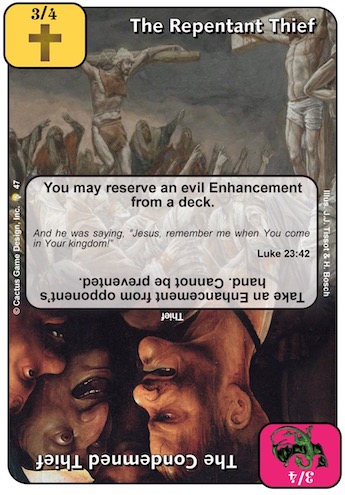 3/4
The Repentant Thief
You may reserve an evil Enhancement
from a deck.
And he was saying, "Jesus, remember me when You come
in Your kingdom!"
Luke 23:42
© Cactus Game Design, Inc. 47
Illus. J.J. Tissot & H. Bosch
3/4
The Condemned Thief
Thief
Take an Enhancement from opponent's
hand. Cannot be prevented.